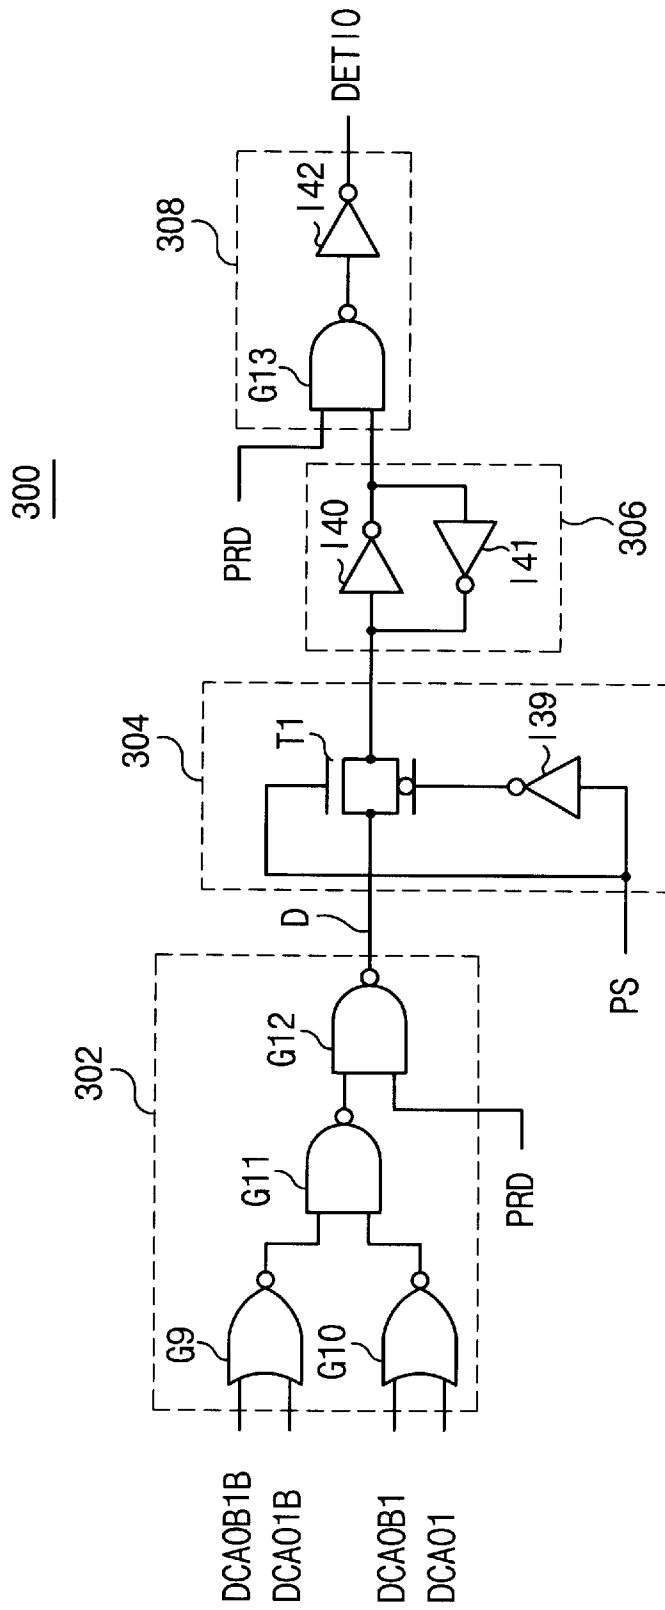 300
302
304
306
308
DCA0B1B
DCA01B
DCA0B1
DCA01
G9
G10
G11
G12
PRD
D
PS
T1
I39
I40
I41
PRD
G13
I42
DETIO